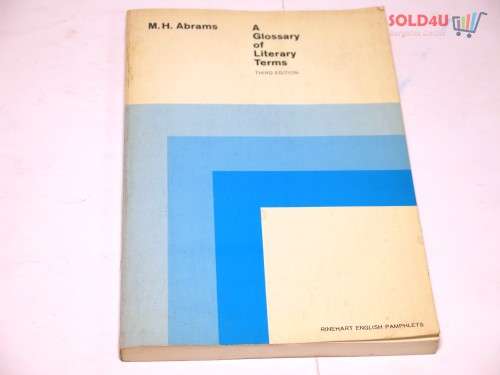 M. H. Abrams
A
Glossary
of
Literary
Terms
THIRD EDITION
RINEHART ENGLISH PAMPHLETS
SOLD4U